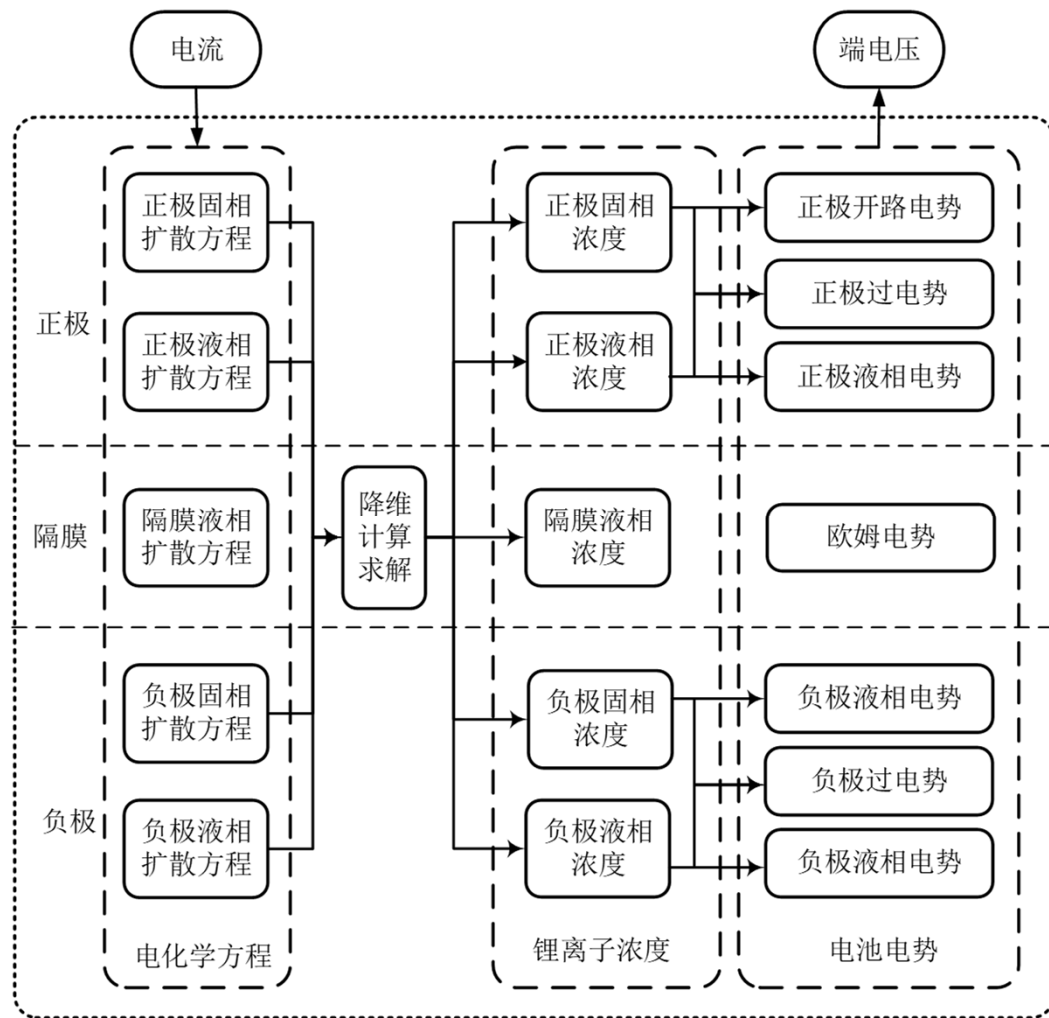 电流
端电压
正极固相
扩散方程
正极固相
浓度
正极开路电势
正极过电势
正极
正极液相
扩散方程
正极液相
浓度
正极液相电势
隔膜
隔膜液相
扩散方程
降维
计算
求解
隔膜液相
浓度
欧姆电势
负极固相
扩散方程
负极固相
浓度
负极液相电势
负极过电势
负极
负极液相
扩散方程
负极液相
浓度
负极液相电势
电化学方程
锂离子浓度
电池电势